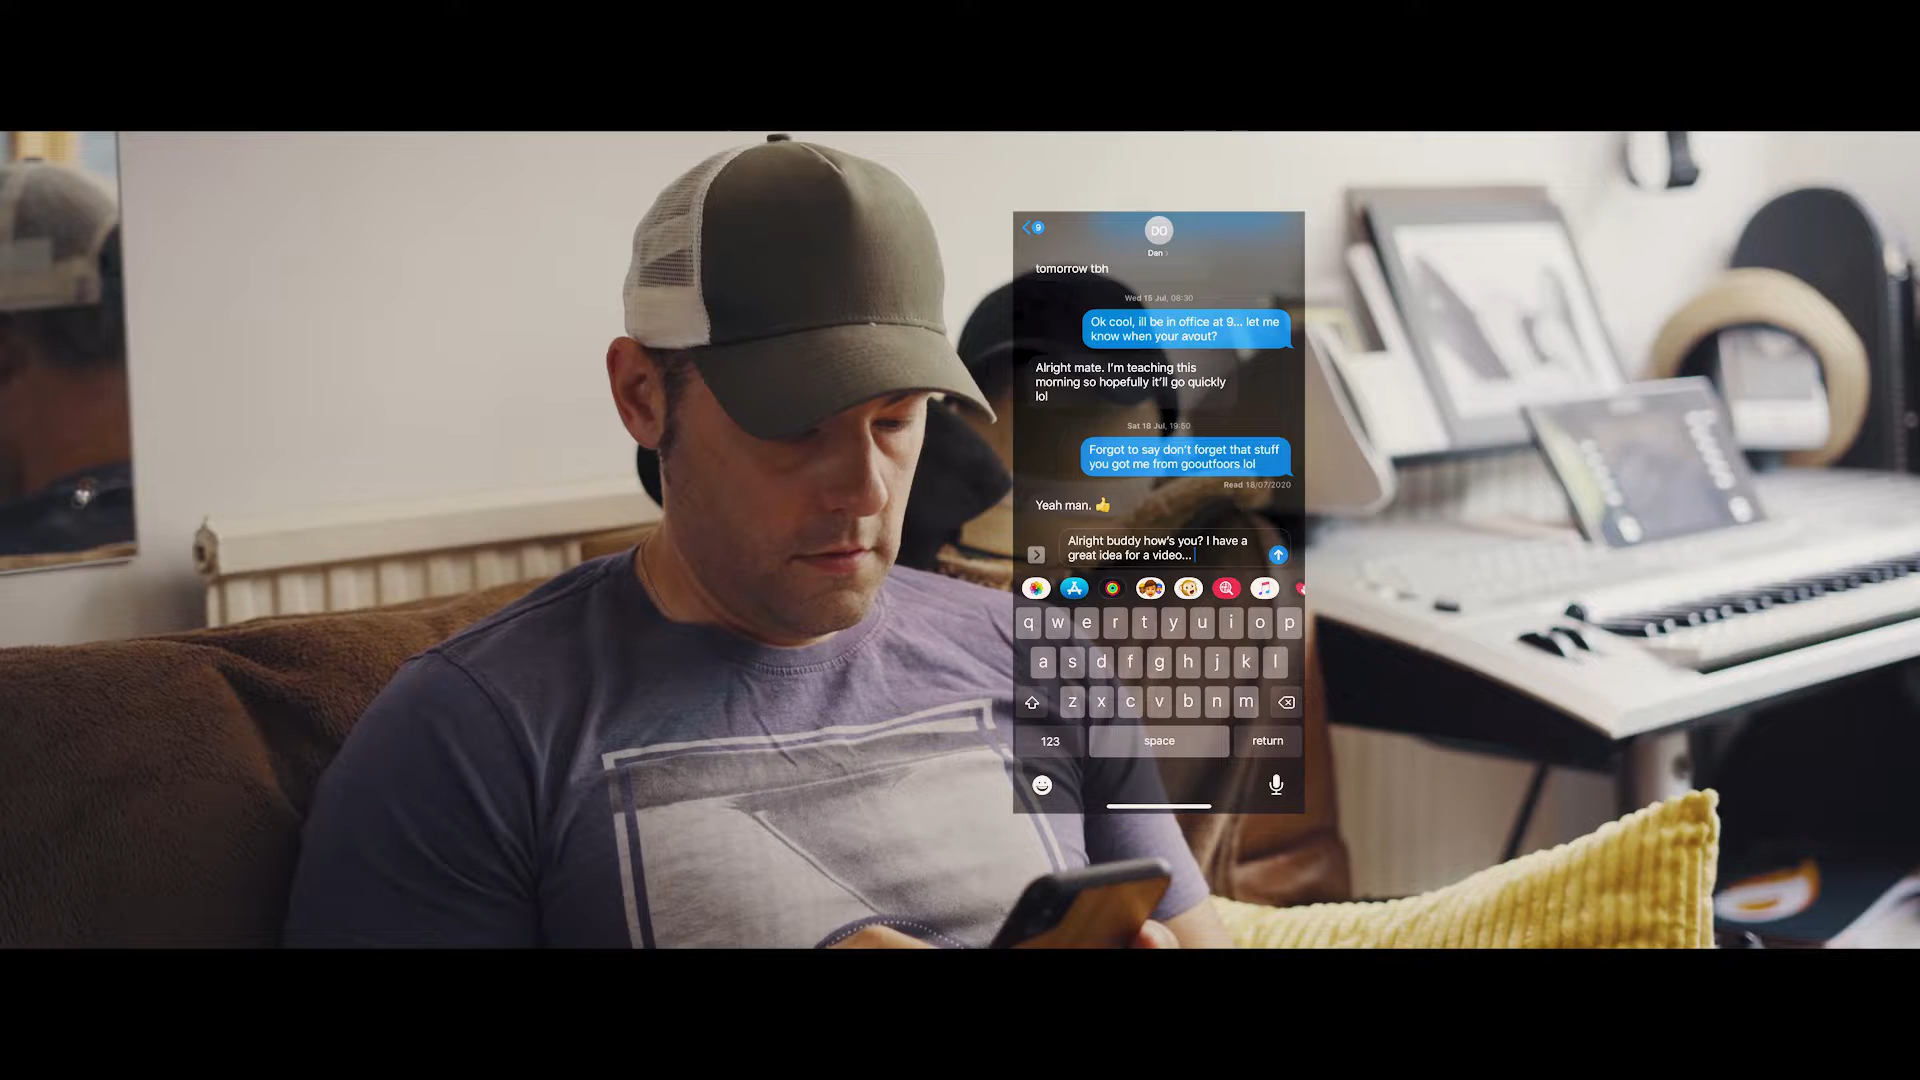 9
DO
Dan
tomorrow tbh
Wed 15 Jul, 08:30
Ok cool, ill be in office at 9... let me
know when your avout?
Alright mate. I'm teaching this
morning so hopefully it'll go quickly
lol
Sat 18 Jul, 19:50
Forgot to say don't forget that stuff
you got me from gooutfoors lol
Read 18/07/2020
Yeah man. 👍
Alright buddy how's you? I have a
great idea for a video...
q w e r t y u i o p
a s d f g h j k l
z x c v b n m
123 space return